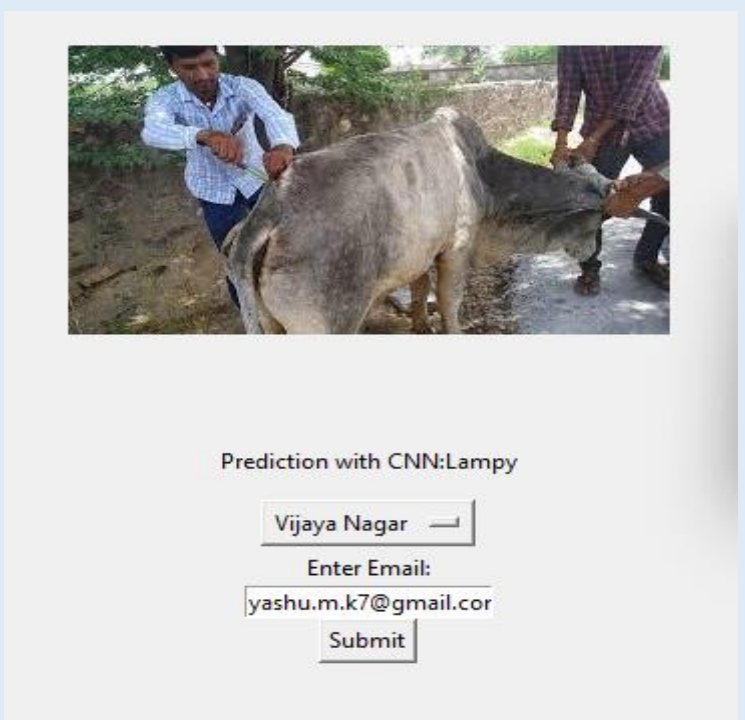 Prediction with CNN:Lampy
Vijaya Nagar
Enter Email:
yashu.m.k7@gmail.cor
Submit